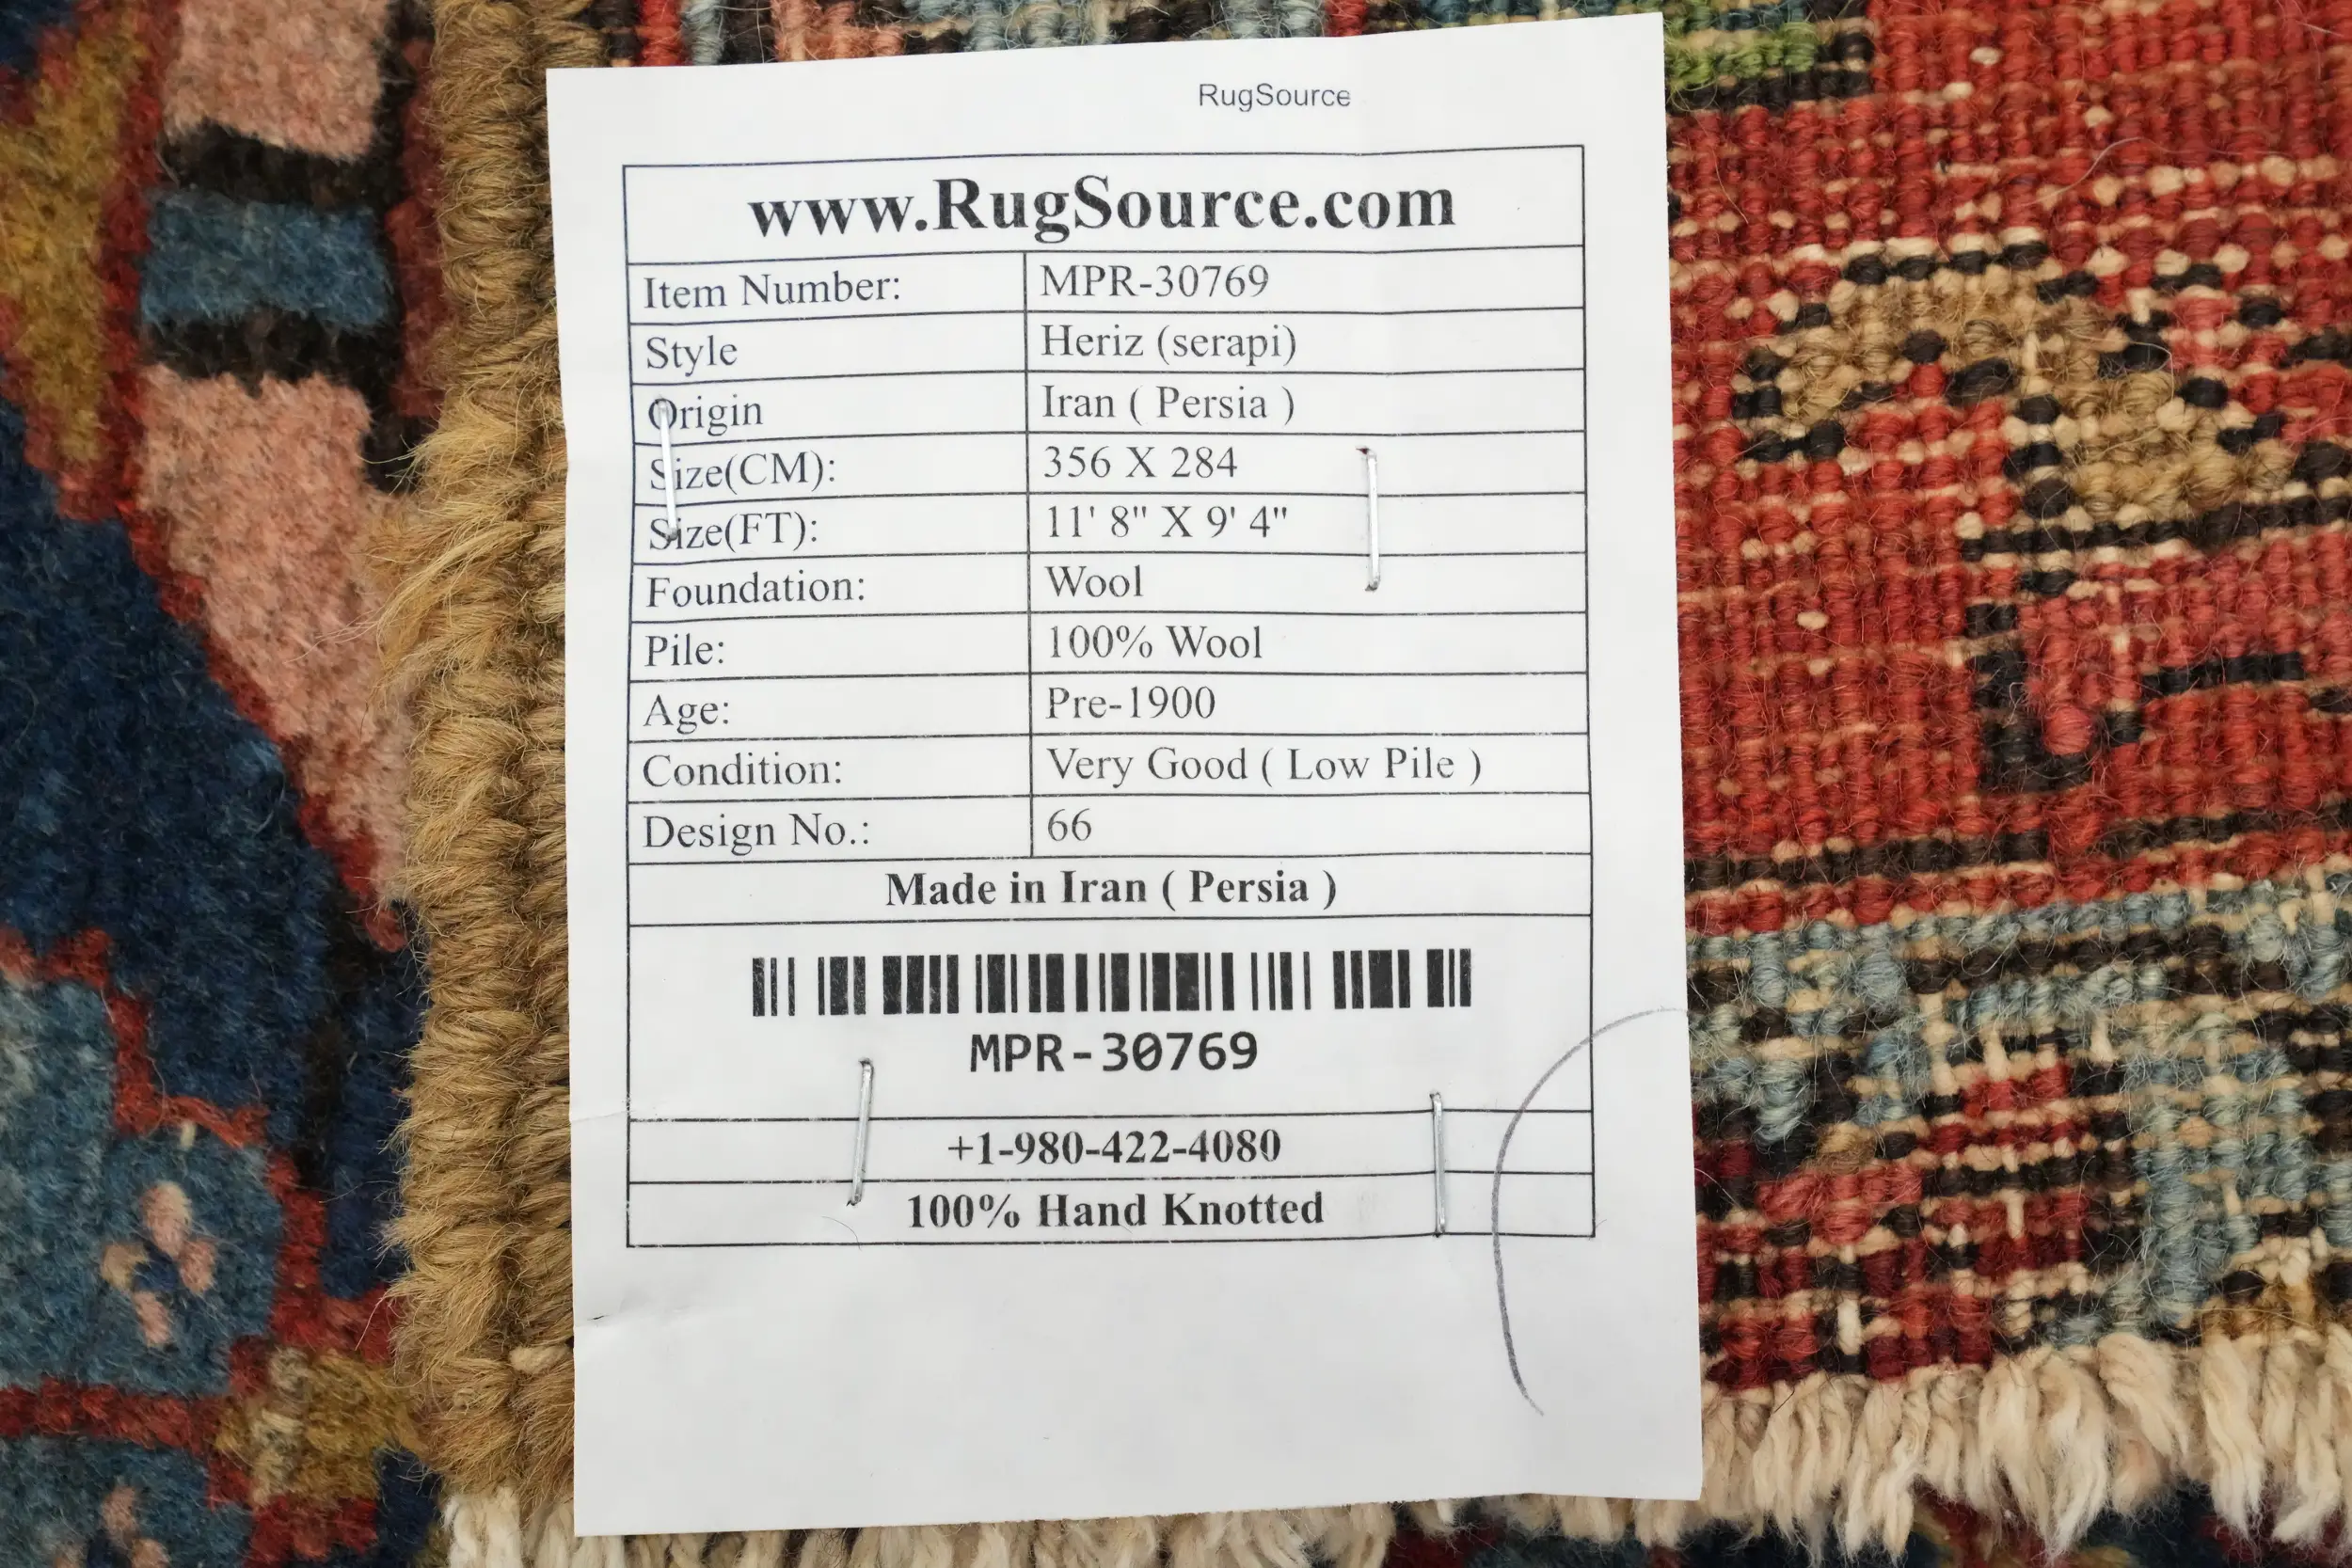 RugSource
www.RugSource.com
Item Number: MPR-30769
Style Heriz (serapi)
Origin Iran ( Persia )
Size(CM): 356 X 284
Size(FT): 11' 8" X 9' 4"
Foundation: Wool
Pile: 100% Wool
Age: Pre-1900
Condition: Very Good ( Low Pile )
Design No.: 66
Made in Iran ( Persia )
MPR-30769
+1-980-422-4080
100% Hand Knotted